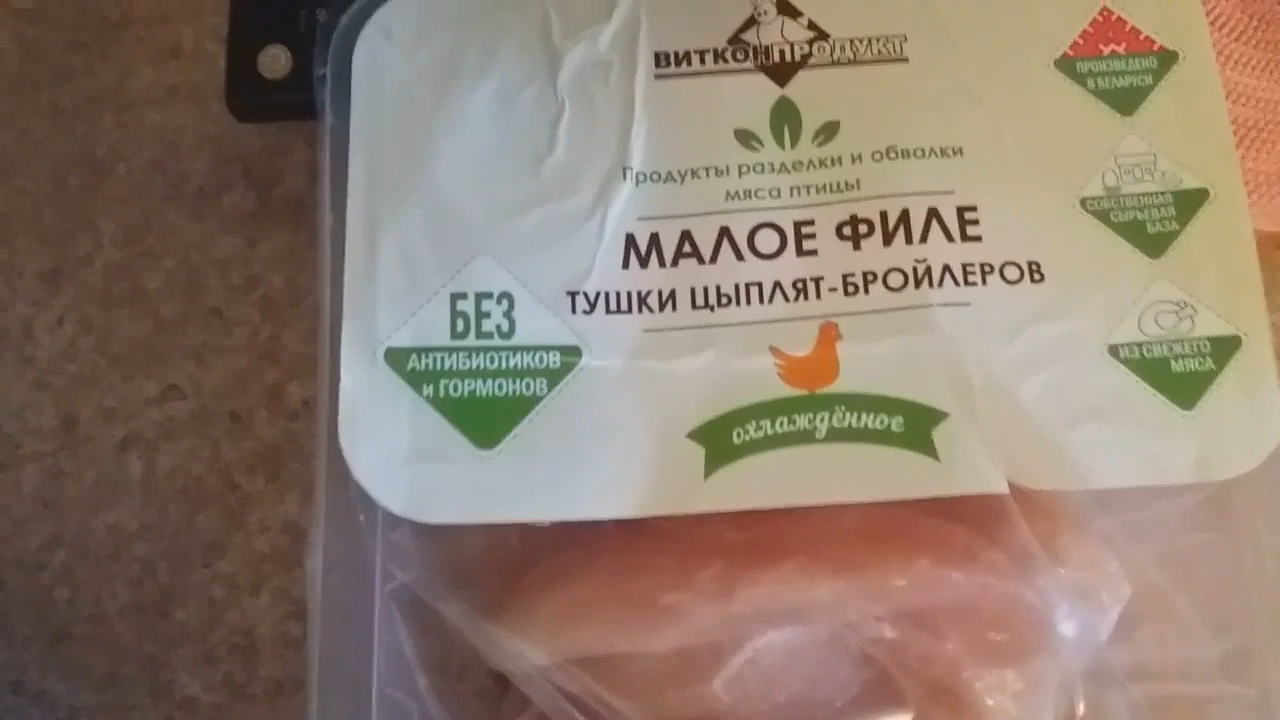 ВИТКОНПРОДУКТ
ПРОИЗВЕДЕНО
В БЕЛАРУСИ
Продукты разделки и обвалки
мяса птицы
СОБСТВЕННАЯ
СЫРЬЕВАЯ
БАЗА
МАЛОЕ ФИЛЕ
ТУШКИ ЦЫПЛЯТ-БРОЙЛЕРОВ
БЕЗ
АНТИБИОТИКОВ
и ГОРМОНОВ
ИЗ СВЕЖЕГО
МЯСА
охлаждённое